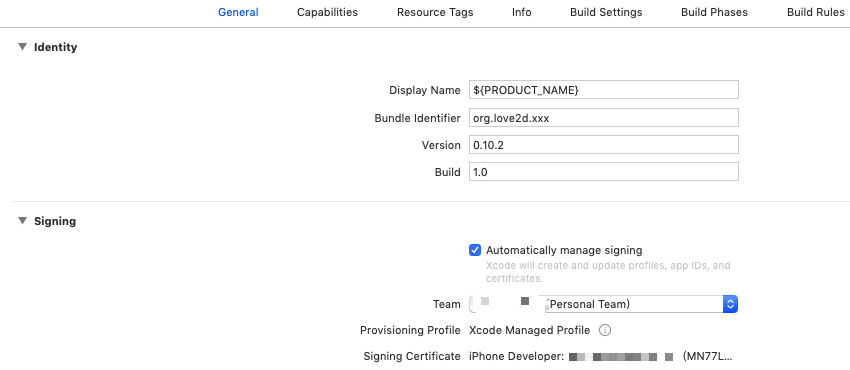 General Capabilities Resource Tags Info Build Settings Build Phases Build Rules
Identity
Display Name ${PRODUCT_NAME}
Bundle Identifier org.love2d.xxx
Version 0.10.2
Build 1.0
Signing
Automatically manage signing
Xcode will create and update profiles, app IDs, and
certificates.
Team (Personal Team)
Provisioning Profile Xcode Managed Profile
Signing Certificate iPhone Developer: (MN77L...